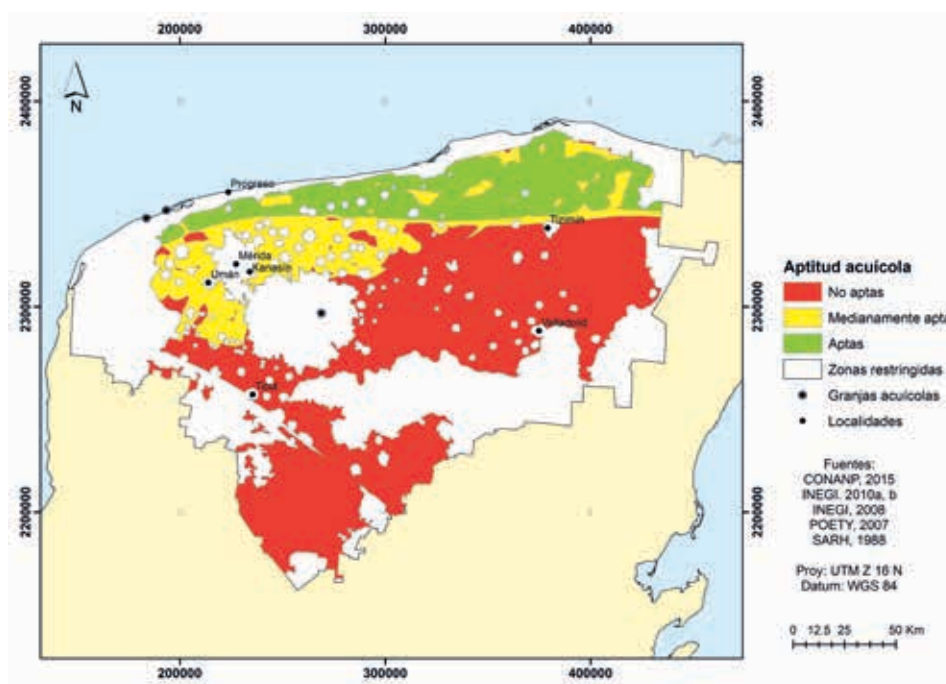 200000 300000 400000
2400000 2400000
N
Progreso
Tizimín
Mérida
Kanasín
Umán
2300000 2300000
Valladolid
Ticul
2200000 2200000
200000 300000 400000
Aptitud acuícola
No aptas
Medianamente apta
Aptas
Zonas restringidas
Granjas acuícolas
Localidades
Fuentes:
CONANP, 2015
INEGI. 2010a, b
INEGI, 2008
POETY, 2007
SARH, 1988
Proy: UTM Z 16 N
Datum: WGS 84
0 12.5 25 50 Km